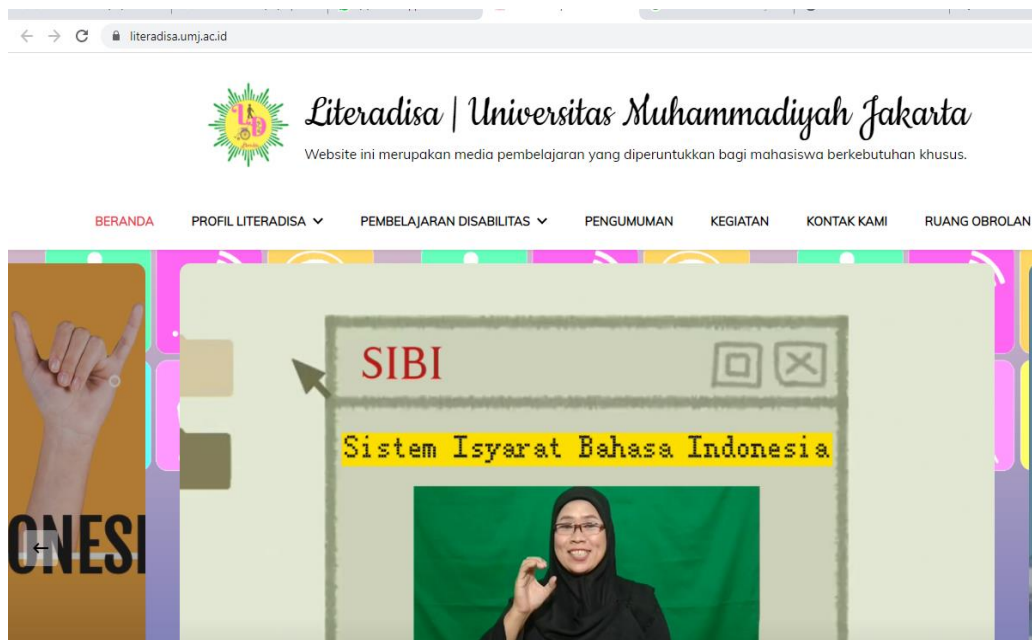 literadisa.umj.ac.id
Literadisa | Universitas Muhammadiyah Jakarta
Website ini merupakan media pembelajaran yang diperuntukkan bagi mahasiswa berkebutuhan khusus.
BERANDA PROFIL LITERADISA PEMBELAJARAN DISABILITAS PENGUMUMAN KEGIATAN KONTAK KAMI RUANG OBROLAN
SIBI
Sistem Isyarat Bahasa Indonesia
ONESI